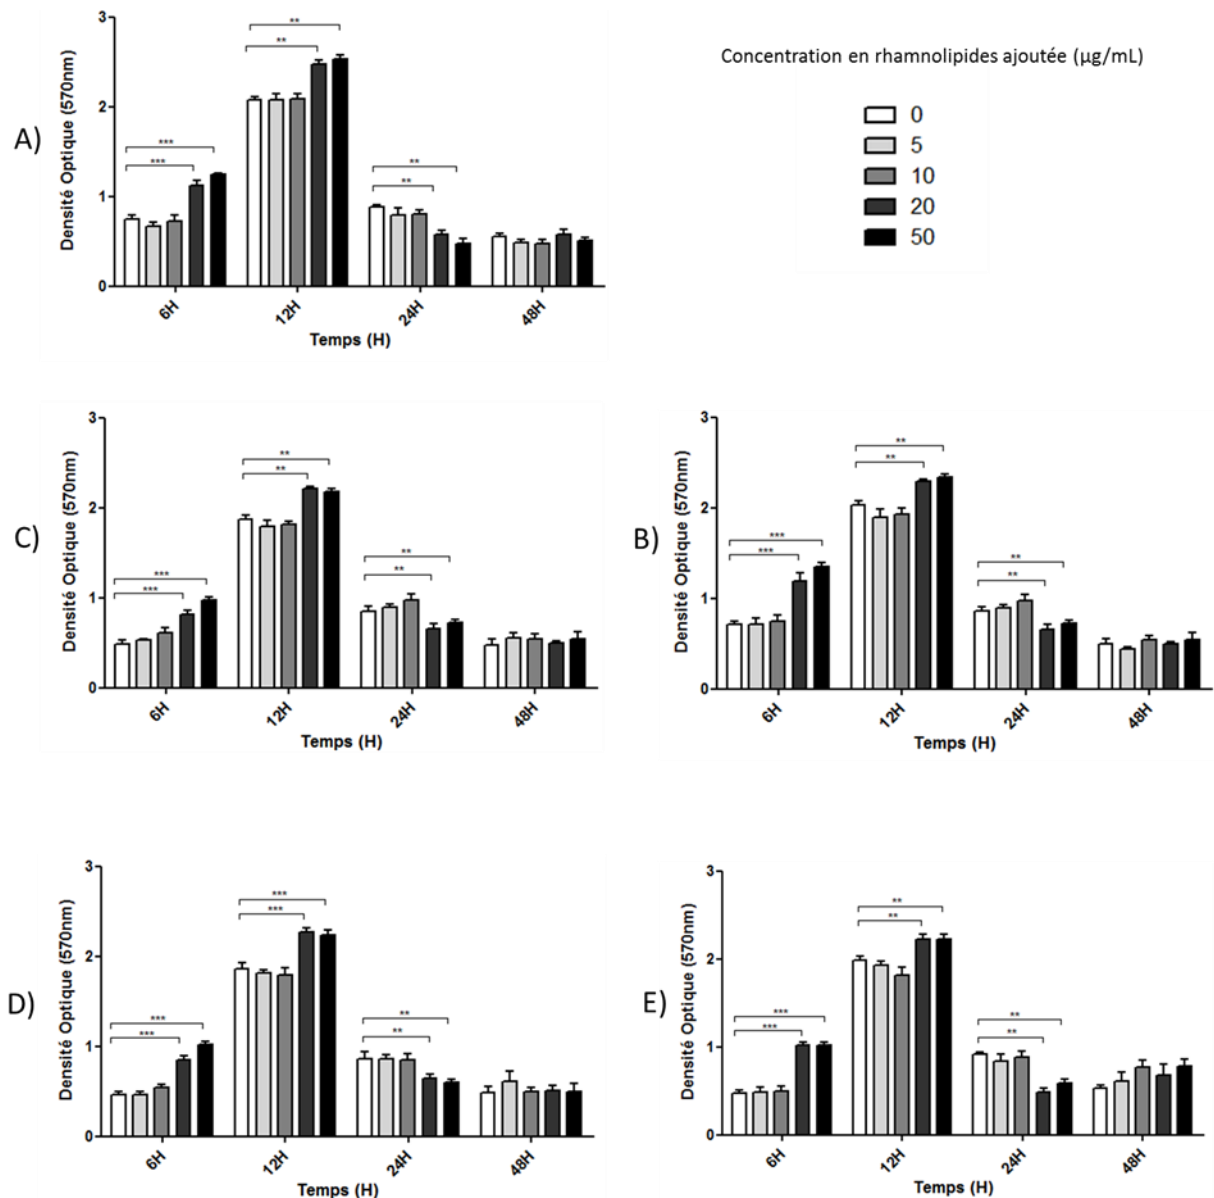 A)
Densité Optique (570nm)
3
2
1
0
**
**
***
***
**
**
6H
12H
24H
48H
Temps (H)
Concentration en rhamnolipides ajoutée (µg/mL)
0
5
10
20
50
C)
Densité Optique (570nm)
3
2
1
0
**
**
***
***
**
**
6H
12H
24H
48H
Temps (H)
B)
Densité Optique (570nm)
3
2
1
0
**
**
***
***
**
**
6H
12H
24H
48H
Temps (H)
D)
Densité Optique (570nm)
3
2
1
0
***
***
***
***
**
**
6H
12H
24H
48H
Temps (H)
E)
Densité Optique (570nm)
3
2
1
0
**
**
***
***
**
**
6H
12H
24H
48H
Temps (H)